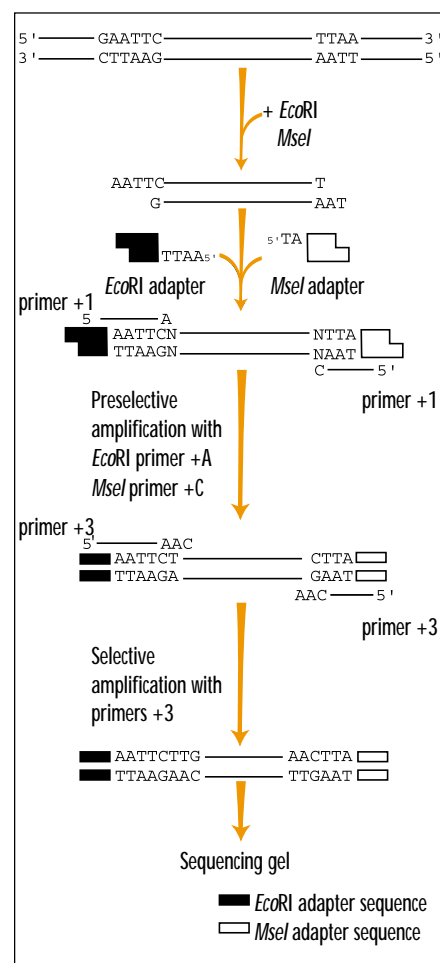 5' GAATTC TTAA 3'
3' CTTAAG AATT 5'
+ EcoRI
MseI
AATTC T
G AAT
TTAA5' 5'TA
EcoRI adapter MseI adapter
primer +1
5 A
AATTCN NTTA
TTAAGN NAAT
C 5'
primer +1
Preselective
amplification with
EcoRI primer +A
MseI primer +C
primer +3
5' AAC
AATTCT CTTA
TTAAGA GAAT
AAC 5'
primer +3
Selective
amplification with
primers +3
AATTCTTG AACTTA
TTAAGAAC TTGAAT
Sequencing gel
EcoRI adapter sequence
MseI adapter sequence